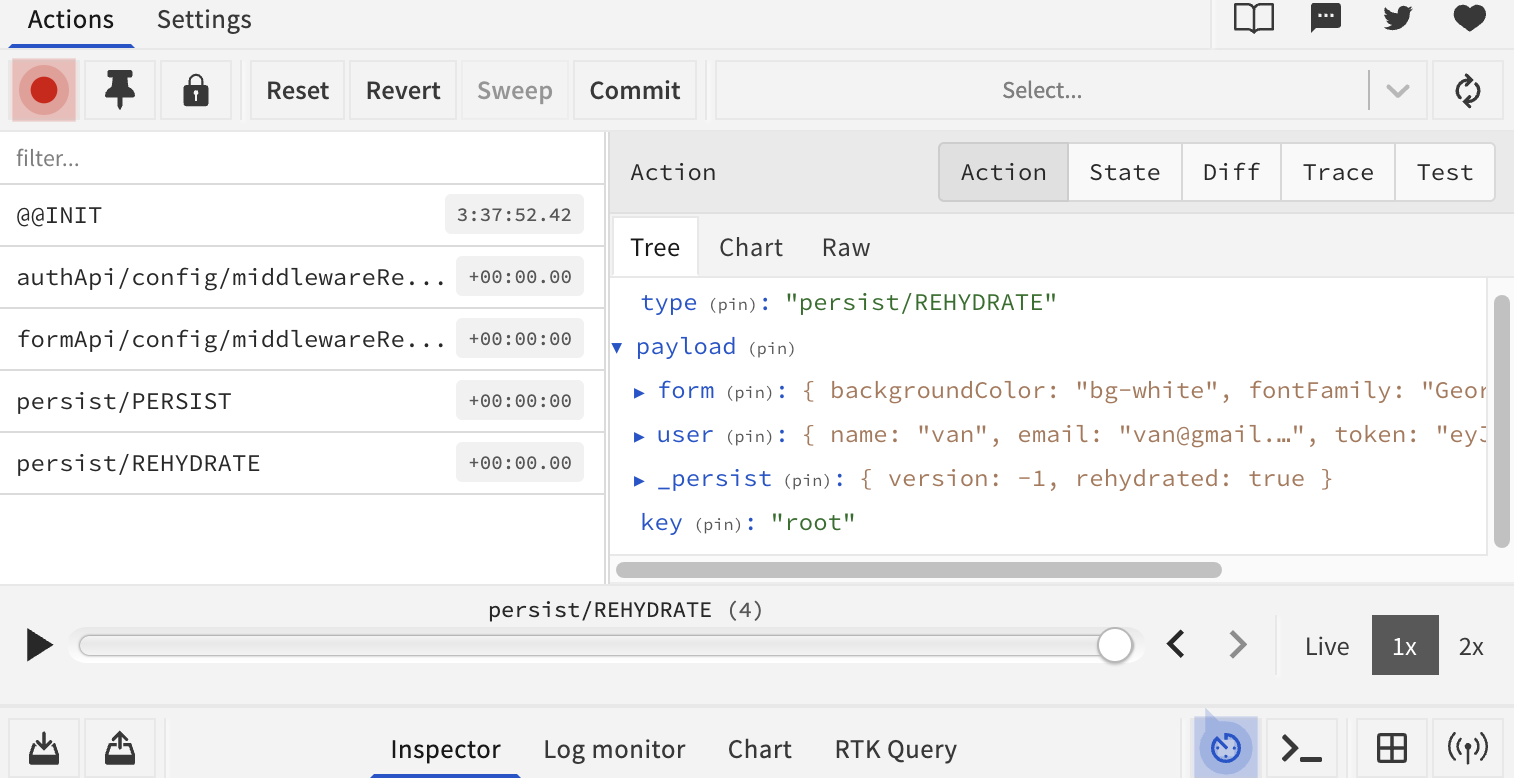 Actions Settings
Reset Revert Sweep Commit Select...
filter...
Action Action State Diff Trace Test
@@INIT 3:37:52.42
Tree Chart Raw
authApi/config/middlewareRe... +00:00.00
type (pin): "persist/REHYDRATE"
formApi/config/middlewareRe... +00:00:00
payload (pin)
persist/PERSIST +00:00:00
form (pin): { backgroundColor: "bg-white", fontFamily: "Geor
user (pin): { name: "van", email: "van@gmail.…", token: "eyJ
persist/REHYDRATE +00:00.00
_persist (pin): { version: -1, rehydrated: true }
key (pin): "root"
persist/REHYDRATE (4)
Live 1x 2x
Inspector Log monitor Chart RTK Query